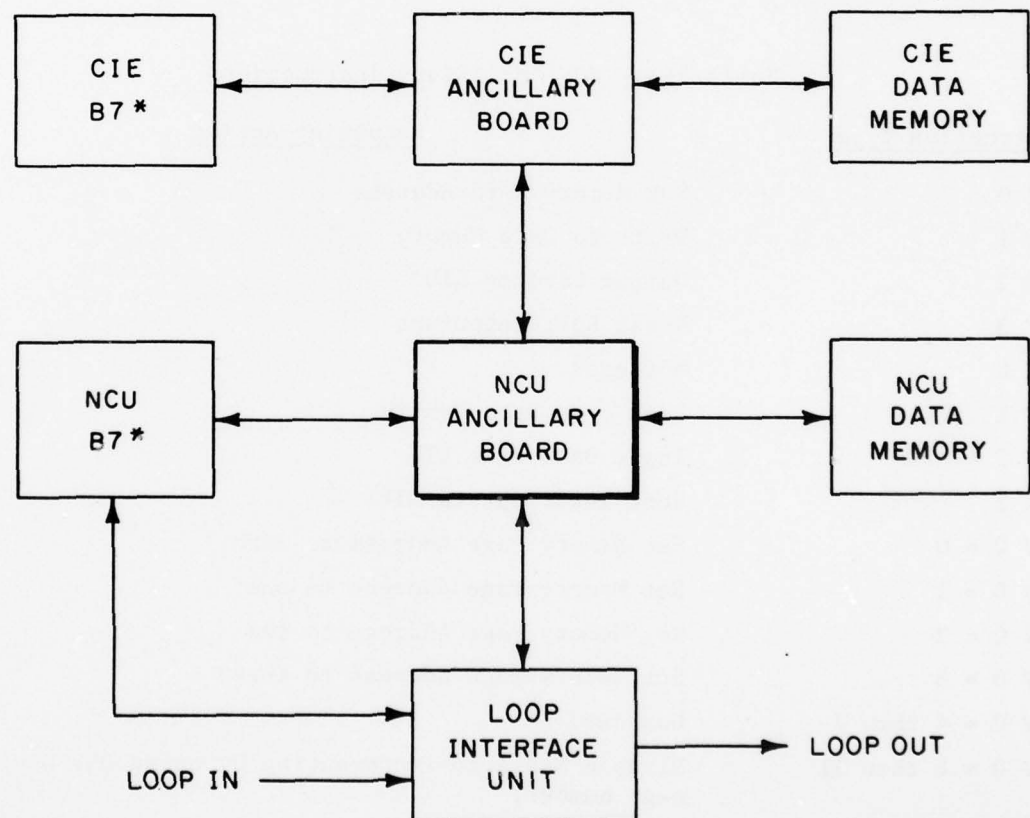 CIE
B7*
CIE
ANCILLARY
BOARD
CIE
DATA
MEMORY
NCU
B7*
NCU
ANCILLARY
BOARD
NCU
DATA
MEMORY
LOOP
INTERFACE
UNIT
LOOP IN
LOOP OUT